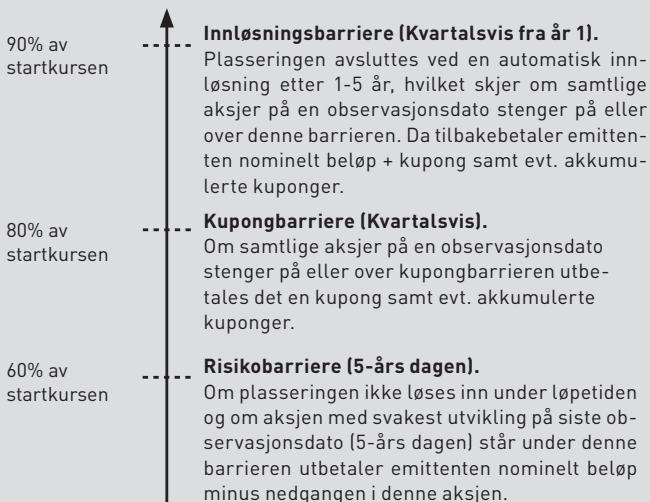 90% av
startkursen
Innløsningsbarriere (Kvartalsvis fra år 1).
Plasseringen avsluttes ved en automatisk inn-
løsning etter 1-5 år, hvilket skjer om samtlige
aksjer på en observasjonsdato stenger på eller
over denne barrieren. Da tilbakebetaler emitten-
ten nominelt beløp + kupong samt evt. akkumu-
lerte kuponger.
80% av
startkursen
Kupongbarriere (Kvartalsvis).
Om samtlige aksjer på en observasjonsdato
stenger på eller over kupongbarrieren utbe-
tales det en kupong samt evt. akkumulerte
kuponger.
60% av
startkursen
Risikobarriere (5-års dagen).
Om plasseringen ikke løses inn under løpetiden
og om aksjen med svakest utvikling på siste ob-
servasjonsdato (5-års dagen) står under denne
barrieren utbetaler emittenten nominelt beløp
minus nedgangen i denne aksjen.